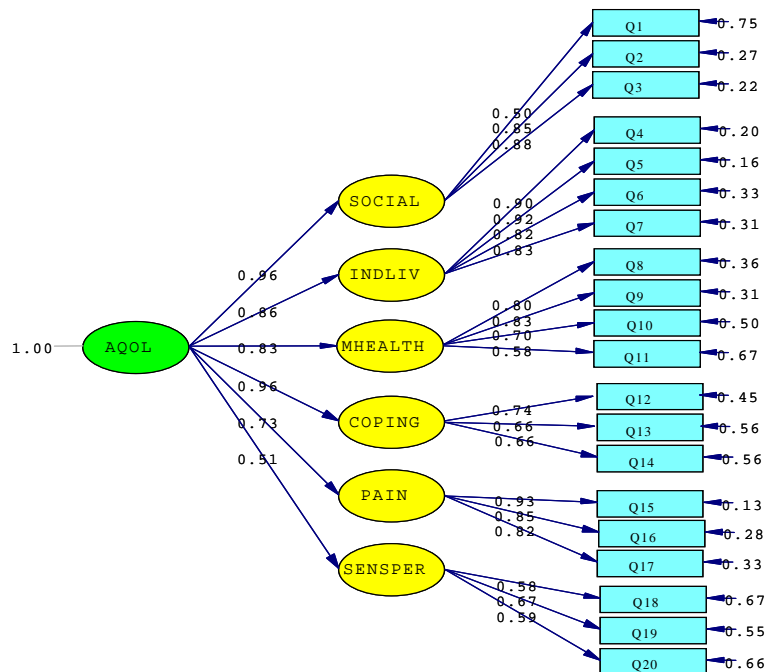 Q1 0.75
Q2 0.27
Q3 0.22
0.50
0.85
0.88
Q4 0.20
Q5 0.16
Q6 0.33
Q7 0.31
SOCIAL
0.90
0.92
0.82
0.83
0.96
INDLIV
Q8 0.36
Q9 0.31
Q10 0.50
Q11 0.67
0.86
0.80
0.83
0.70
0.58
1.00 AQOL
0.83
MHEALTH
0.96
Q12 0.45
Q13 0.56
Q14 0.56
0.74
0.66
0.66
COPING
0.73
0.51
PAIN
0.93
0.85
0.82
Q15 0.13
Q16 0.28
Q17 0.33
SENSPER
0.58
0.67
0.59
Q18 0.67
Q19 0.55
Q20 0.66